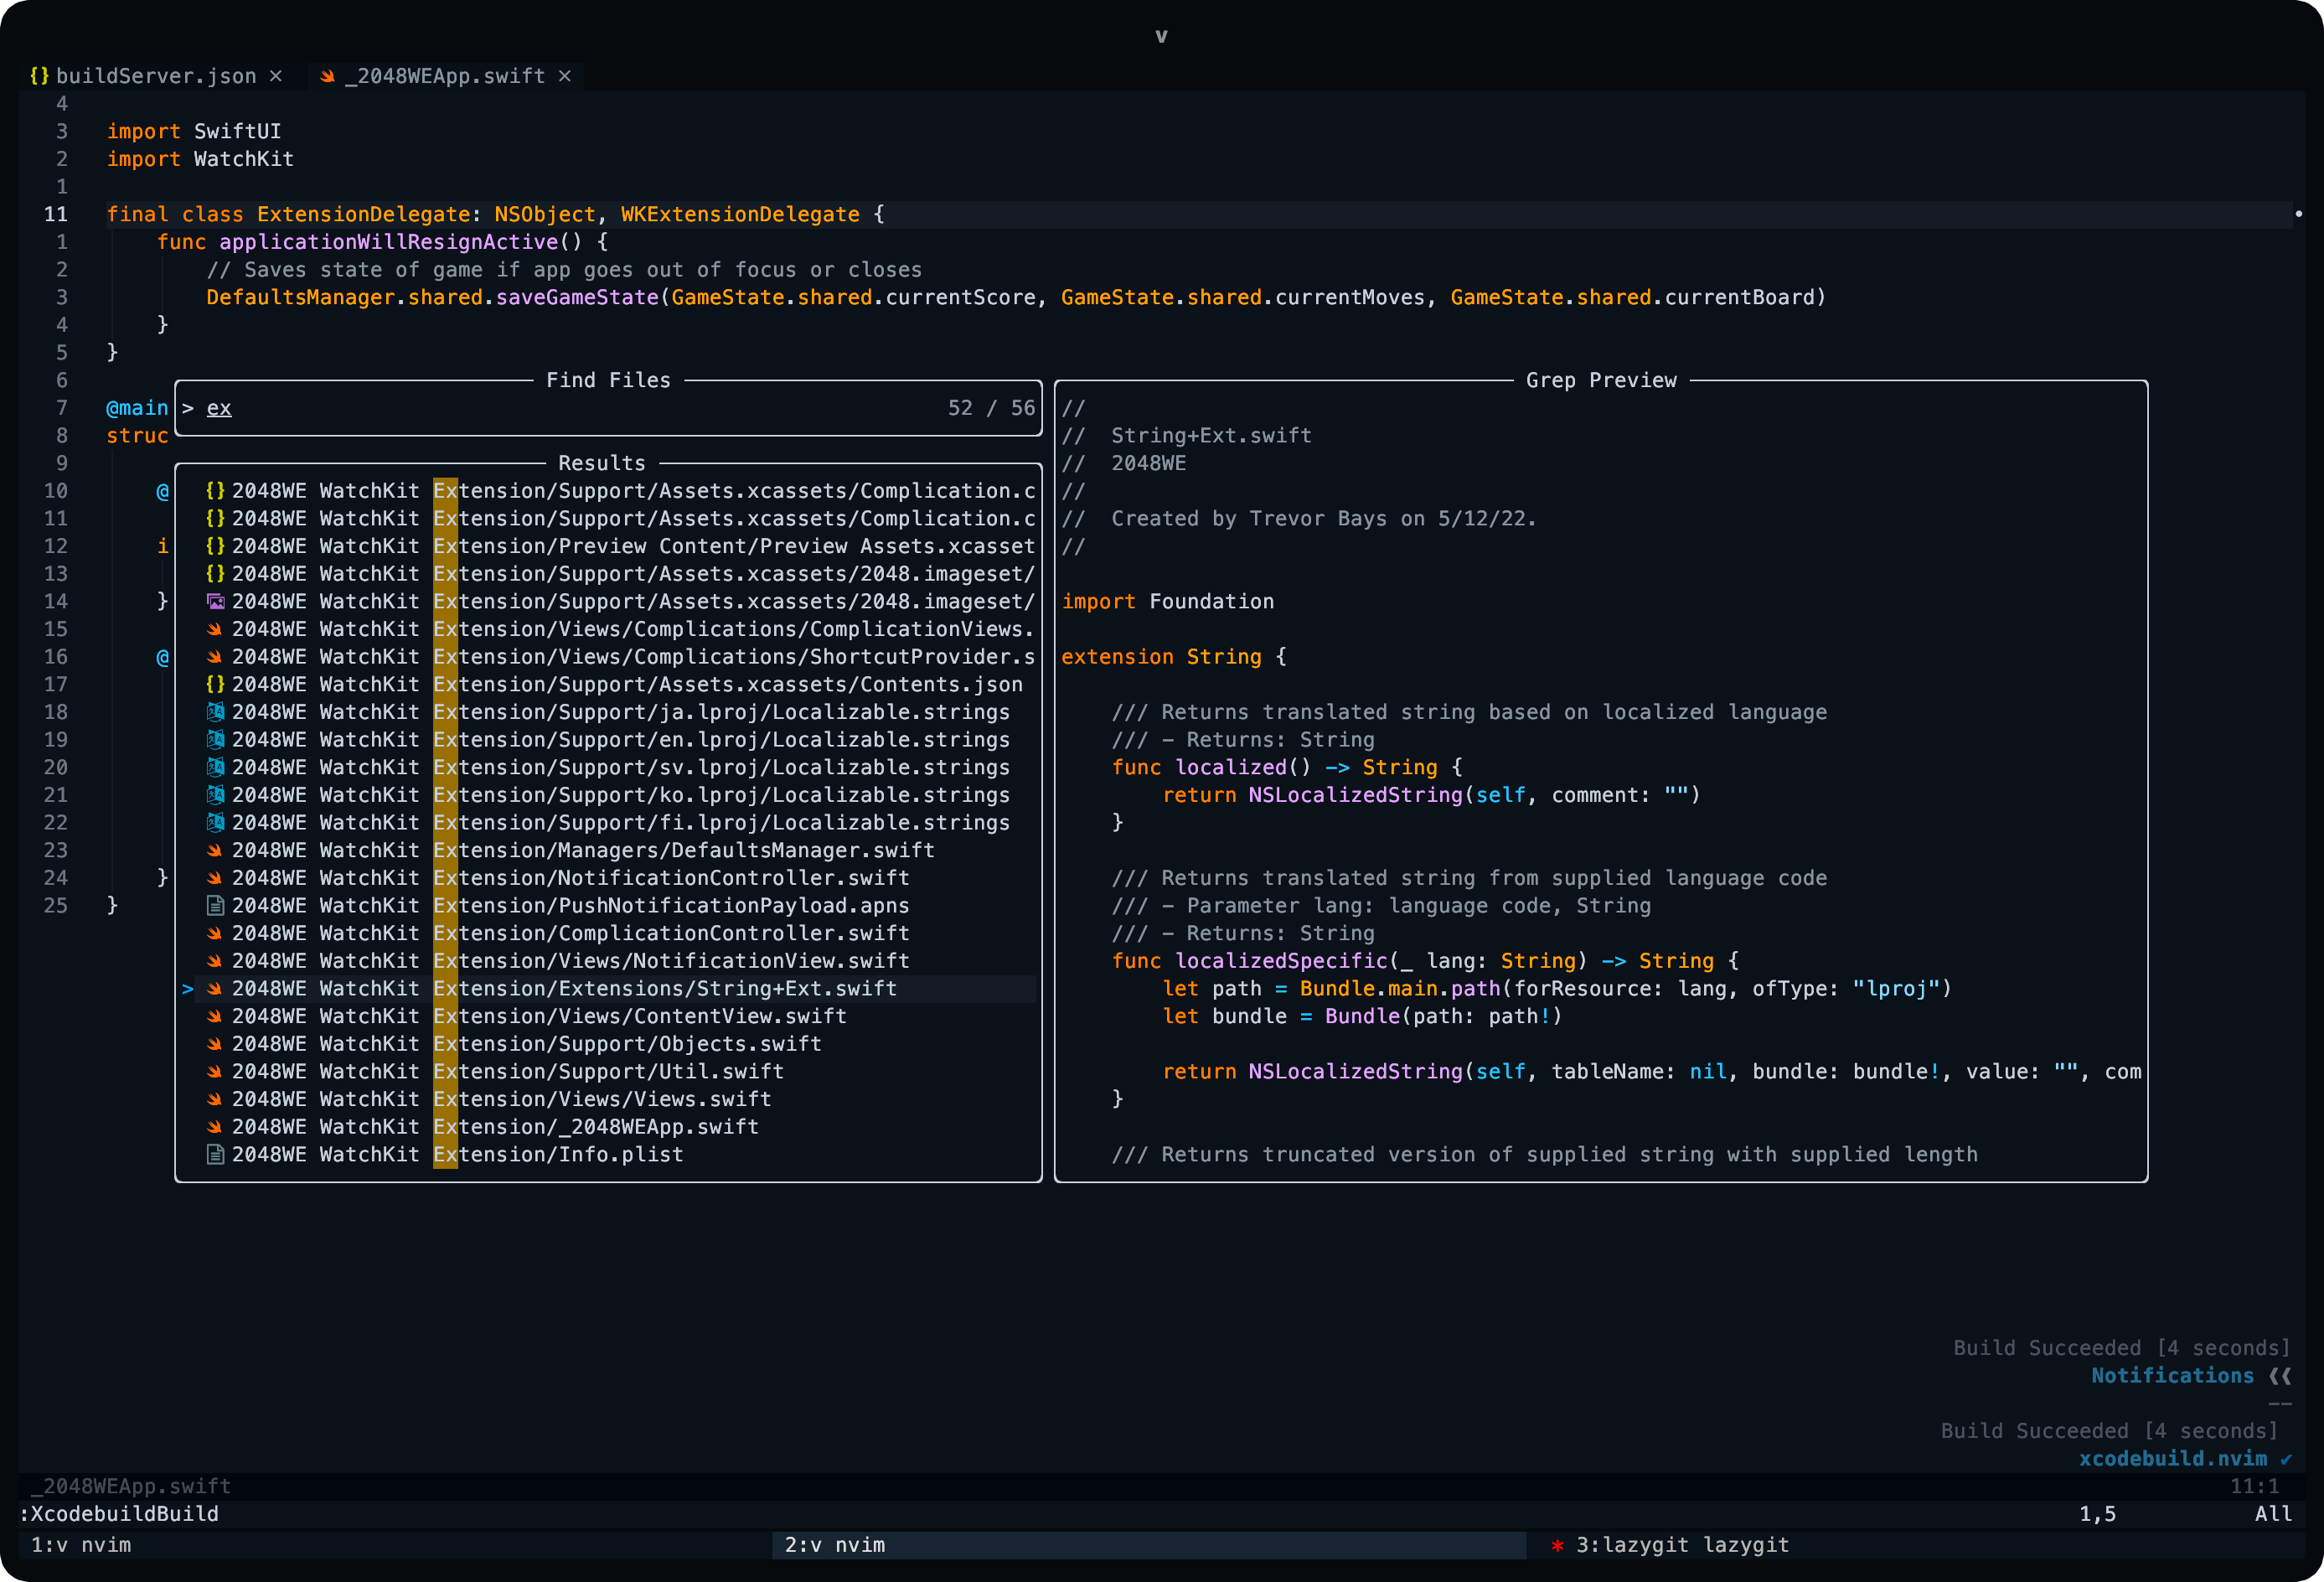 v
{} buildServer.json ×   _2048WEApp.swift ×
4
3 import SwiftUI
2 import WatchKit
1
11 final class ExtensionDelegate: NSObject, WKExtensionDelegate {
1     func applicationWillResignActive() {
2         // Saves state of game if app goes out of focus or closes
3         DefaultsManager.shared.saveGameState(GameState.shared.currentScore, GameState.shared.currentMoves, GameState.shared.currentBoard)
4     }
5 }
6
7 @main
8 struc
9
10     @
11
12     i
13
14     }
15
16     @
17
18
19
20
21
22
23
24     }
25 }
Find Files
> ex 52 / 56
Results
{} 2048WE WatchKit Extension/Support/Assets.xcassets/Complication.c
{} 2048WE WatchKit Extension/Support/Assets.xcassets/Complication.c
{} 2048WE WatchKit Extension/Preview Content/Preview Assets.xcasset
{} 2048WE WatchKit Extension/Support/Assets.xcassets/2048.imageset/
2048WE WatchKit Extension/Support/Assets.xcassets/2048.imageset/
2048WE WatchKit Extension/Views/Complications/ComplicationViews.
2048WE WatchKit Extension/Views/Complications/ShortcutProvider.s
{} 2048WE WatchKit Extension/Support/Assets.xcassets/Contents.json
2048WE WatchKit Extension/Support/ja.lproj/Localizable.strings
2048WE WatchKit Extension/Support/en.lproj/Localizable.strings
2048WE WatchKit Extension/Support/sv.lproj/Localizable.strings
2048WE WatchKit Extension/Support/ko.lproj/Localizable.strings
2048WE WatchKit Extension/Support/fi.lproj/Localizable.strings
2048WE WatchKit Extension/Managers/DefaultsManager.swift
2048WE WatchKit Extension/NotificationController.swift
2048WE WatchKit Extension/PushNotificationPayload.apns
2048WE WatchKit Extension/ComplicationController.swift
2048WE WatchKit Extension/Views/NotificationView.swift
> 2048WE WatchKit Extension/Extensions/String+Ext.swift
2048WE WatchKit Extension/Views/ContentView.swift
2048WE WatchKit Extension/Support/Objects.swift
2048WE WatchKit Extension/Support/Util.swift
2048WE WatchKit Extension/Views/Views.swift
2048WE WatchKit Extension/_2048WEApp.swift
2048WE WatchKit Extension/Info.plist
Grep Preview
//
//  String+Ext.swift
//  2048WE
//
//  Created by Trevor Bays on 5/12/22.
//
import Foundation
extension String {
    /// Returns translated string based on localized language
    /// - Returns: String
    func localized() -> String {
        return NSLocalizedString(self, comment: "")
    }
    /// Returns translated string from supplied language code
    /// - Parameter lang: language code, String
    /// - Returns: String
    func localizedSpecific(_ lang: String) -> String {
        let path = Bundle.main.path(forResource: lang, ofType: "lproj")
        let bundle = Bundle(path: path!)
        return NSLocalizedString(self, tableName: nil, bundle: bundle!, value: "", com
    }
    /// Returns truncated version of supplied string with supplied length
Build Succeeded [4 seconds]
Notifications ❰❰
--
Build Succeeded [4 seconds]
xcodebuild.nvim ✔
_2048WEApp.swift 11:1
:XcodebuildBuild 1,5 All
1:v nvim 2:v nvim * 3:lazygit lazygit